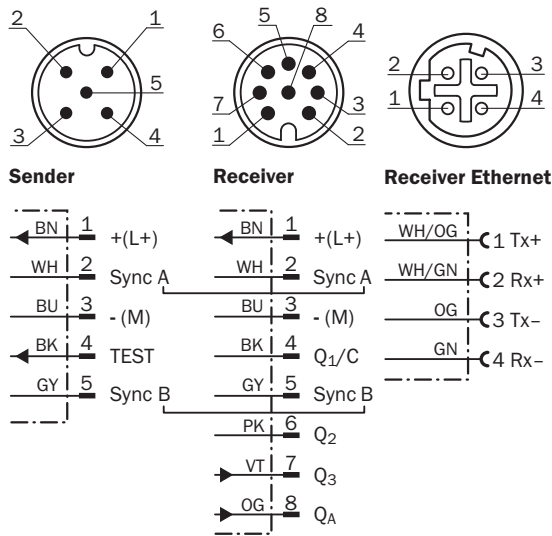 2 1
5
3 4
5 8
6 4
7 3
1 2
2 3
1 4
Sender
BN 1 +(L+)
WH 2 Sync A
BU 3 - (M)
BK 4 TEST
GY 5 Sync B
Receiver
BN 1 +(L+)
WH 2 Sync A
BU 3 - (M)
BK 4 Q1/C
GY 5 Sync B
PK 6 Q2
VT 7 Q3
OG 8 QA
Receiver Ethernet
WH/OG 1 Tx+
WH/GN 2 Rx+
OG 3 Tx–
GN 4 Rx–